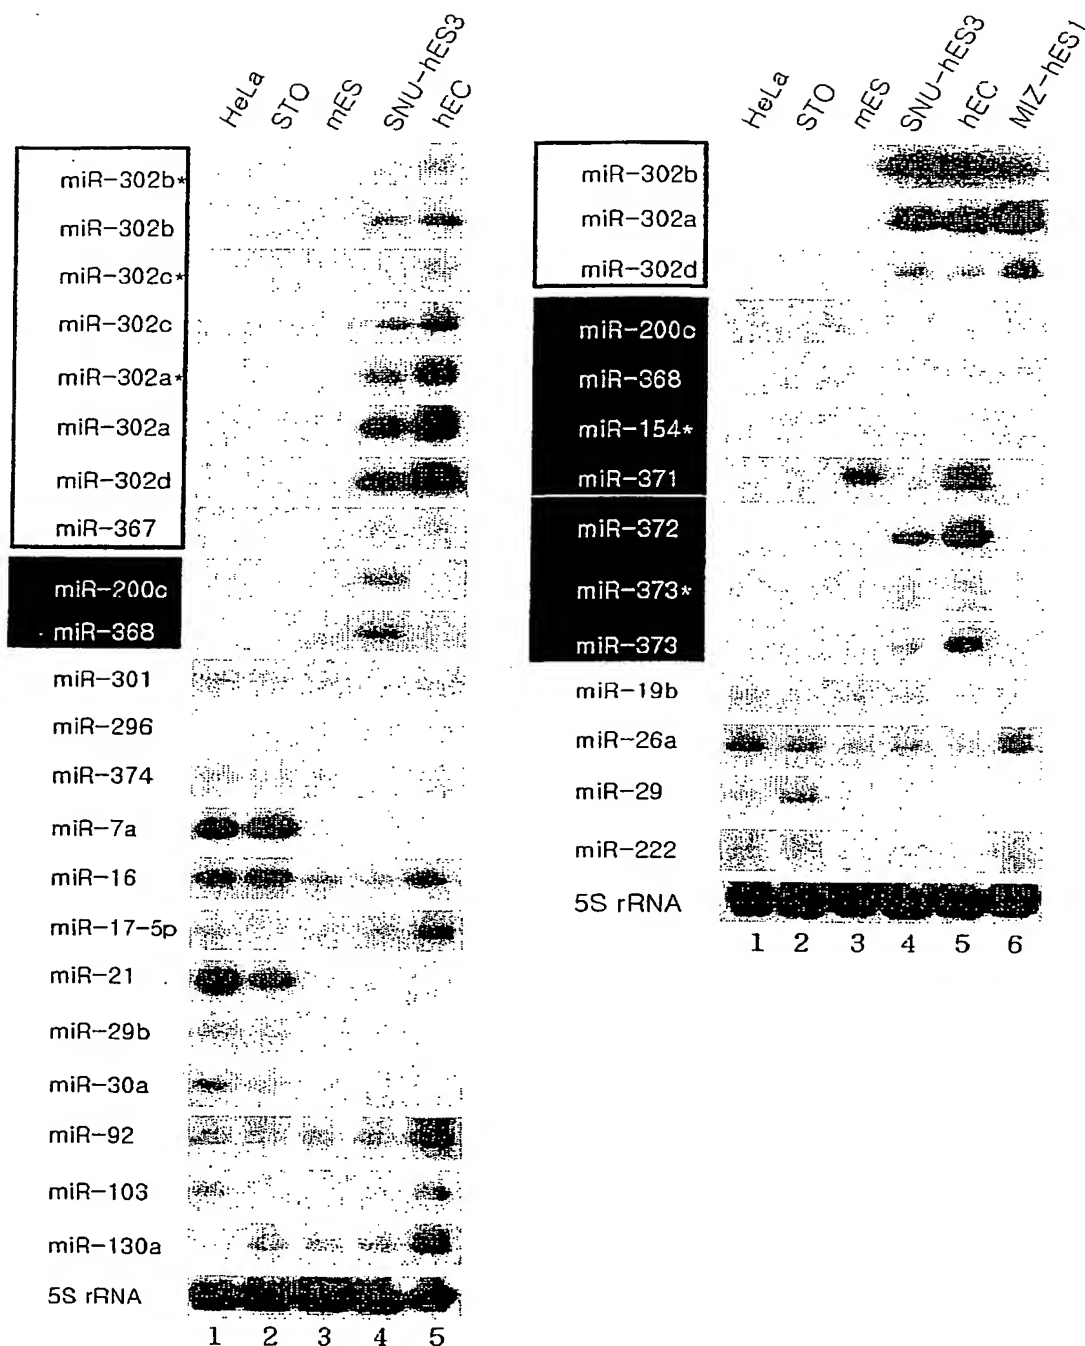 HeLa STO mES SNU-hES3 hEC
miR-302b*
miR-302b
miR-302c*
miR-302c
miR-302a*
miR-302a
miR-302d
miR-367
miR-200c
miR-368
miR-301
miR-296
miR-374
miR-7a
miR-16
miR-17-5p
miR-21
miR-29b
miR-30a
miR-92
miR-103
miR-130a
5S rRNA
1 2 3 4 5
HeLa STO mES SNU-hES3 hEC MIZ-hES1
miR-302b
miR-302a
miR-302d
miR-200c
miR-368
miR-154*
miR-371
miR-372
miR-373*
miR-373
miR-19b
miR-26a
miR-29
miR-222
5S rRNA
1 2 3 4 5 6